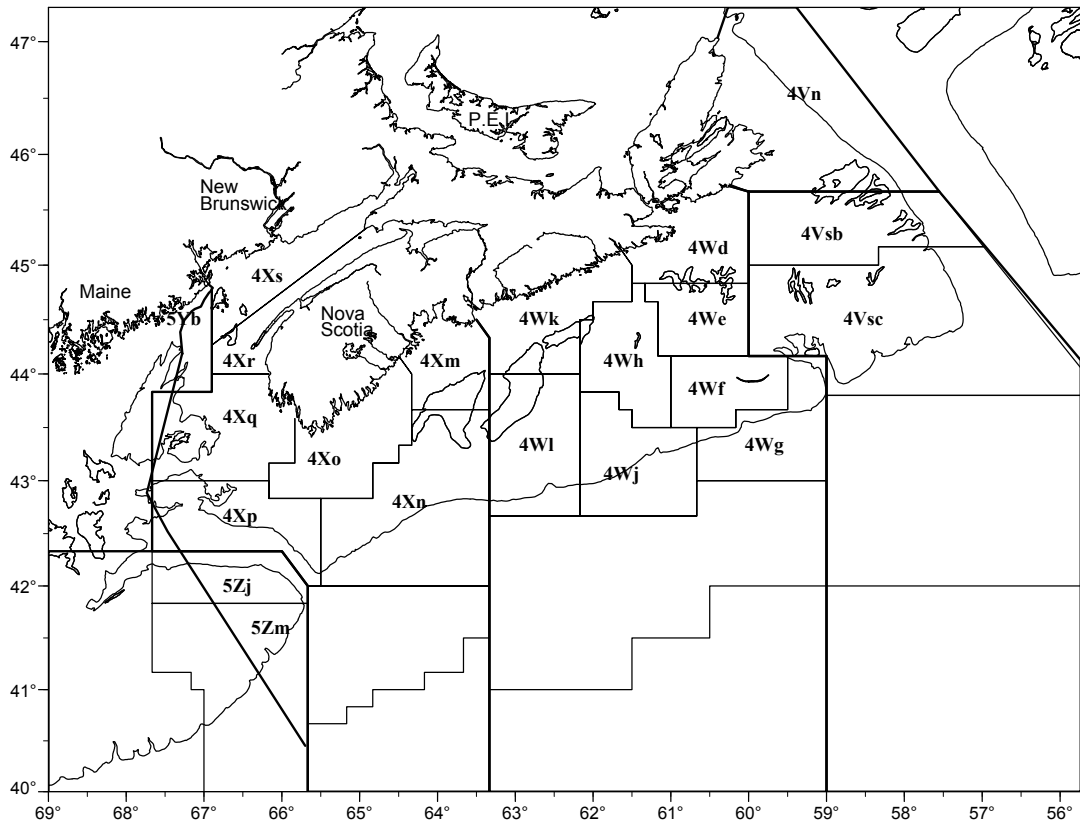 47°
4Vn
P.E.I.
46°
New
Brunswick
4Wd
4Vsb
4Xs
45°
Maine
5Yb
Nova
Scotia
4Wk
4We
4Vsc
4Xr
4Xm
4Wh
44°
4Wf
4Xq
4Xo
4Wl
4Wg
4Wj
43°
4Xn
4Xp
42°
5Zj
5Zm
41°
40°
69° 68° 67° 66° 65° 64° 63° 62° 61° 60° 59° 58° 57° 56°